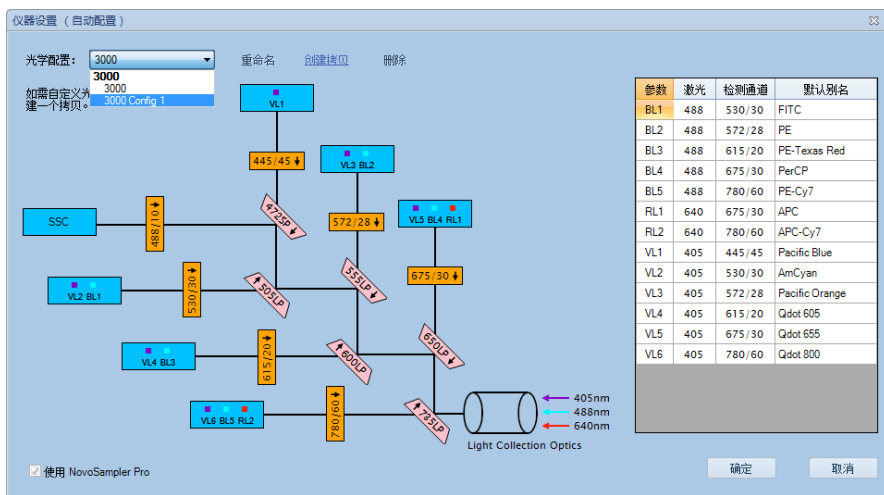 仪器设置 （自动配置）
光学配置： 3000 重命名 创建拷贝 删除
3000
3000
3000 Config 1
如需自定义光
建一个拷贝。
VL1
445/45
VL3 BL2
472SP
572/28
VL5 BL4 RL1
SSC
488/10
555LP
675/30
VL2 BL1
530/30
505LP
650LP
VL4 BL3
615/20
600LP
VL6 BL5 RL2
780/60
735LP
405nm
488nm
640nm
Light Collection Optics
参数 激光 检测通道 默认别名
BL1 488 530/30 FITC
BL2 488 572/28 PE
BL3 488 615/20 PE-Texas Red
BL4 488 675/30 PerCP
BL5 488 780/60 PE-Cy7
RL1 640 675/30 APC
RL2 640 780/60 APC-Cy7
VL1 405 445/45 Pacific Blue
VL2 405 530/30 AmCyan
VL3 405 572/28 Pacific Orange
VL4 405 615/20 Qdot 605
VL5 405 675/30 Qdot 655
VL6 405 780/60 Qdot 800
使用 NovoSampler Pro
确定 取消